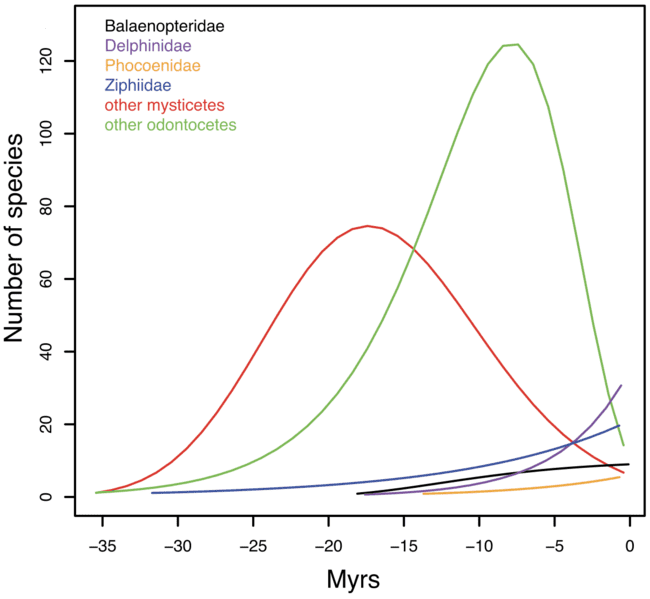 Balaenopteridae
Delphinidae
Phocoenidae
Ziphiidae
other mysticetes
other odontocetes
Number of species
120
100
80
60
40
20
0
−35 −30 −25 −20 −15 −10 −5 0
Myrs